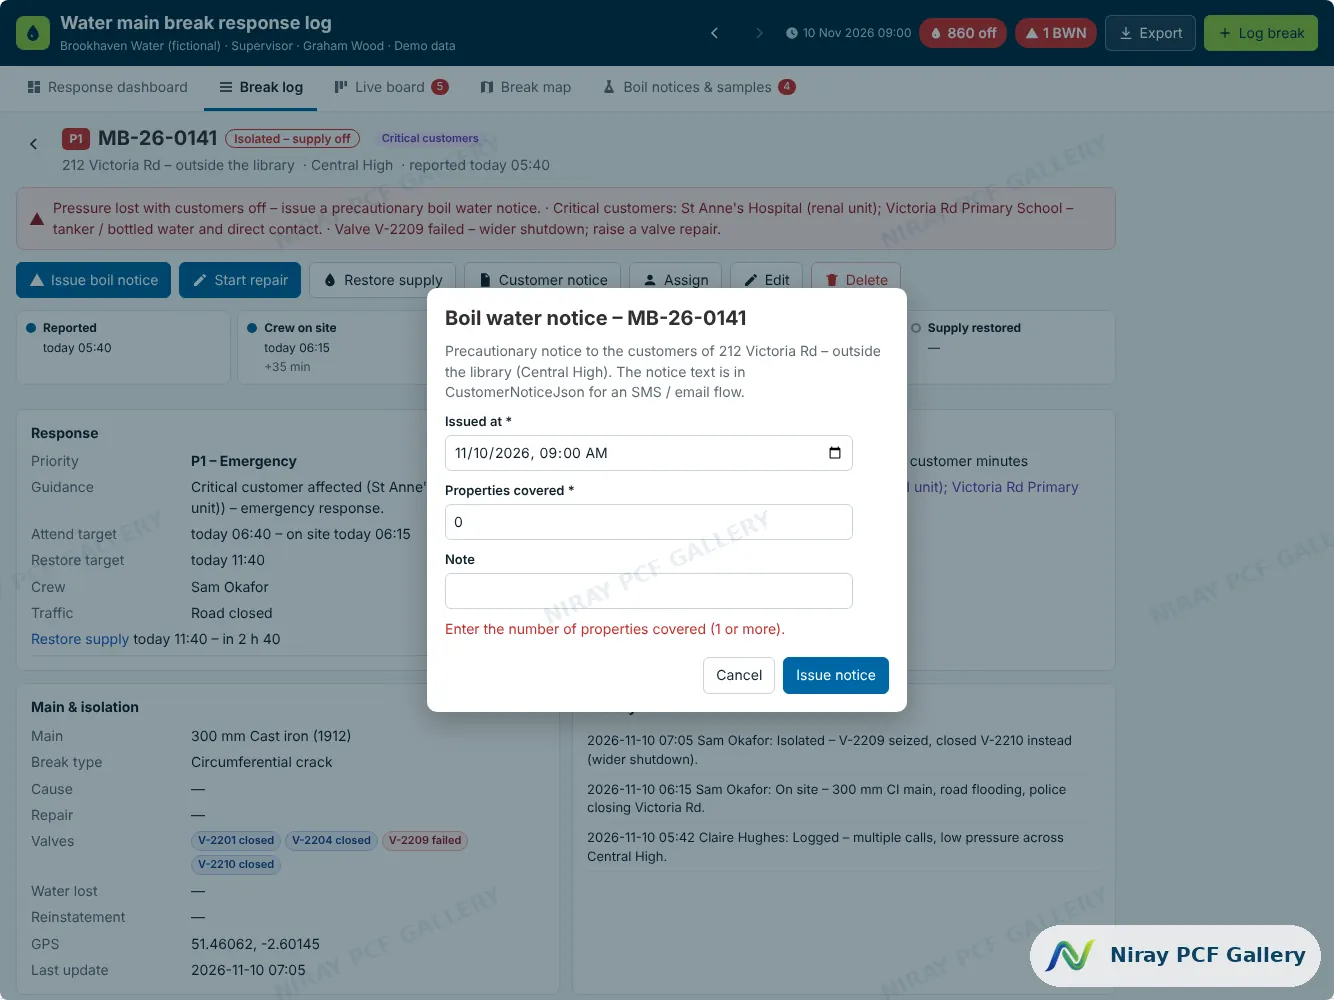 Water main break response log
Brookhaven Water (fictional) · Supervisor · Graham Wood · Demo data
10 Nov 2026 09:00
860 off
1 BWN
Export
Log break
Response dashboard
Break log
Live board 5
Break map
Boil notices & samples 4
P1 MB-26-0141 Isolated – supply off Critical customers
212 Victoria Rd – outside the library · Central High · reported today 05:40
Pressure lost with customers off – issue a precautionary boil water notice. · Critical customers: St Anne's Hospital (renal unit); Victoria Rd Primary School –
tanker / bottled water and direct contact. · Valve V-2209 failed – wider shutdown; raise a valve repair.
Issue boil notice
Start repair
Restore supply
Customer notice
Assign
Edit
Delete
Reported
today 05:40
Crew on site
today 06:15
+35 min
Supply restored
—
Boil water notice – MB-26-0141
Precautionary notice to the customers of 212 Victoria Rd – outside
the library (Central High). The notice text is in
CustomerNoticeJson for an SMS / email flow.
Issued at *
11/10/2026, 09:00 AM
Properties covered *
0
Note
Enter the number of properties covered (1 or more).
Cancel
Issue notice
Response
Priority P1 – Emergency
Guidance Critical customer affected (St Anne'
unit)) – emergency response.
Attend target today 06:40 – on site today 06:15
Restore target today 11:40
Crew Sam Okafor
Traffic Road closed
Restore supply today 11:40 – in 2 h 40
customer minutes
unit); Victoria Rd Primary
Main & isolation
Main 300 mm Cast iron (1912)
Break type Circumferential crack
Cause —
Repair —
Valves V-2201 closed V-2204 closed V-2209 failed
V-2210 closed
Water lost —
Reinstatement —
GPS 51.46062, -2.60145
Last update 2026-11-10 07:05
2026-11-10 07:05 Sam Okafor: Isolated – V-2209 seized, closed V-2210 instead
(wider shutdown).
2026-11-10 06:15 Sam Okafor: On site – 300 mm CI main, road flooding, police
closing Victoria Rd.
2026-11-10 05:42 Claire Hughes: Logged – multiple calls, low pressure across
Central High.
NIRAY PCF GALLERY
Niray PCF Gallery